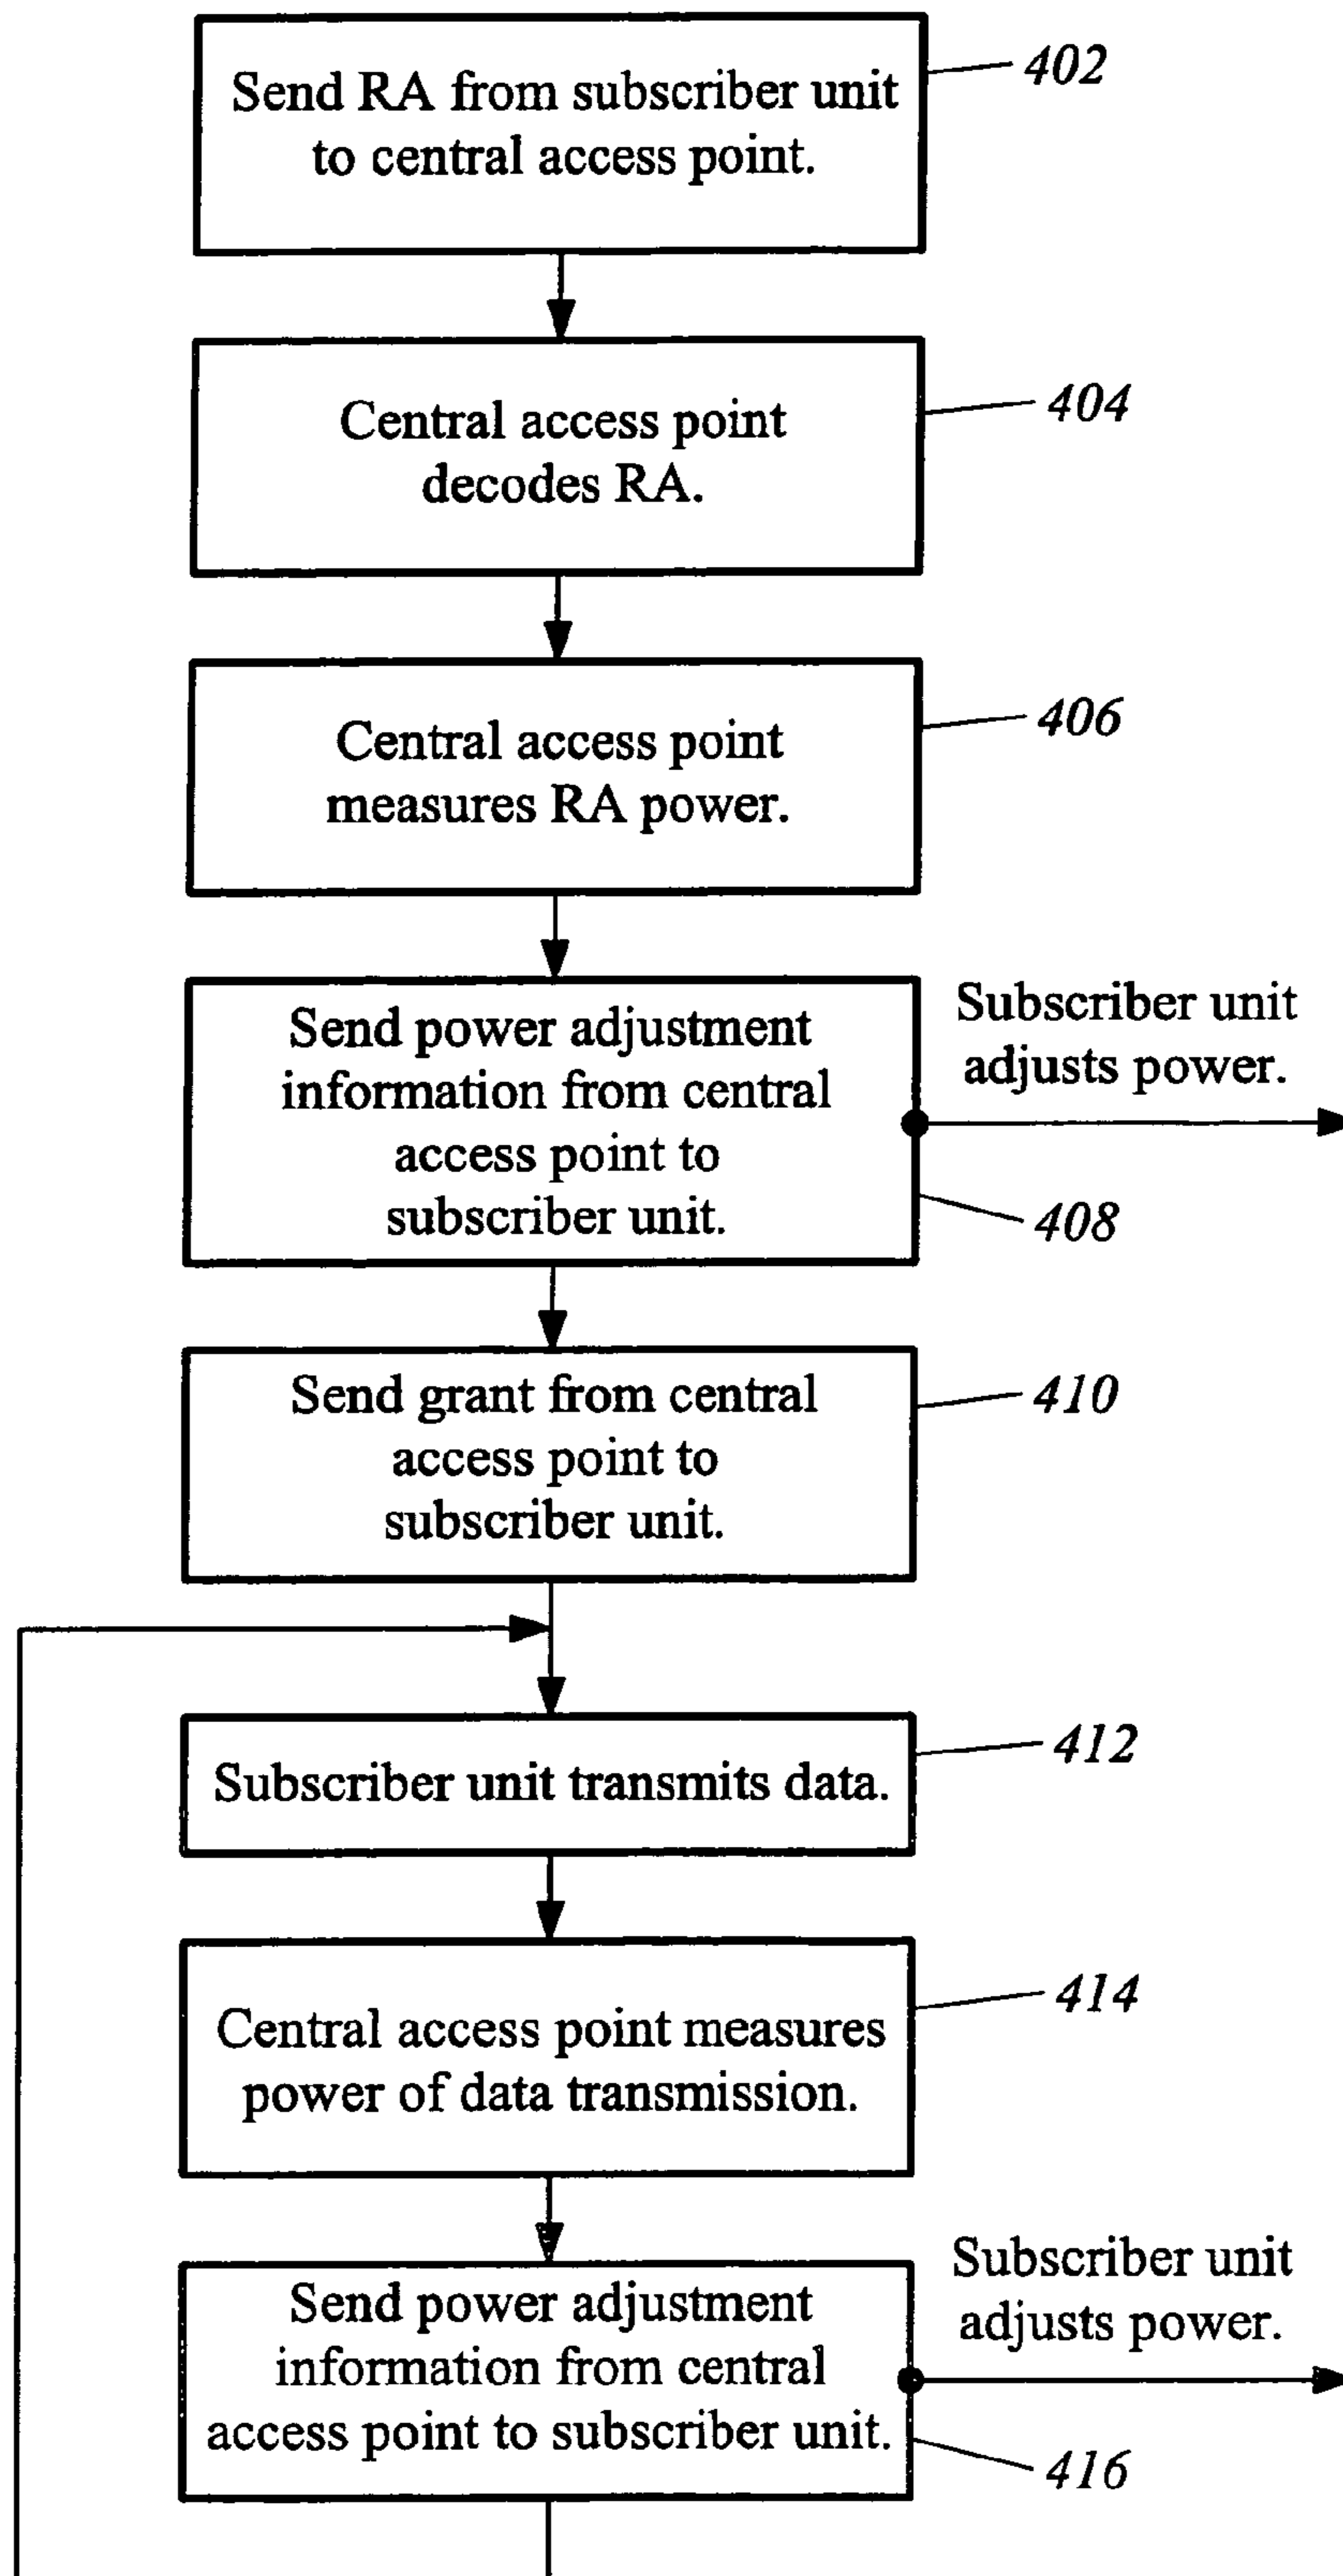 Send RA from subscriber unit
to central access point.
402
Central access point
decodes RA.
404
Central access point
measures RA power.
406
Send power adjustment
information from central
access point to
subscriber unit.
Subscriber unit
adjusts power.
408
Send grant from central
access point to
subscriber unit.
410
Subscriber unit transmits data.
412
Central access point measures
power of data transmission.
414
Send power adjustment
information from central
access point to subscriber unit.
Subscriber unit
adjusts power.
416